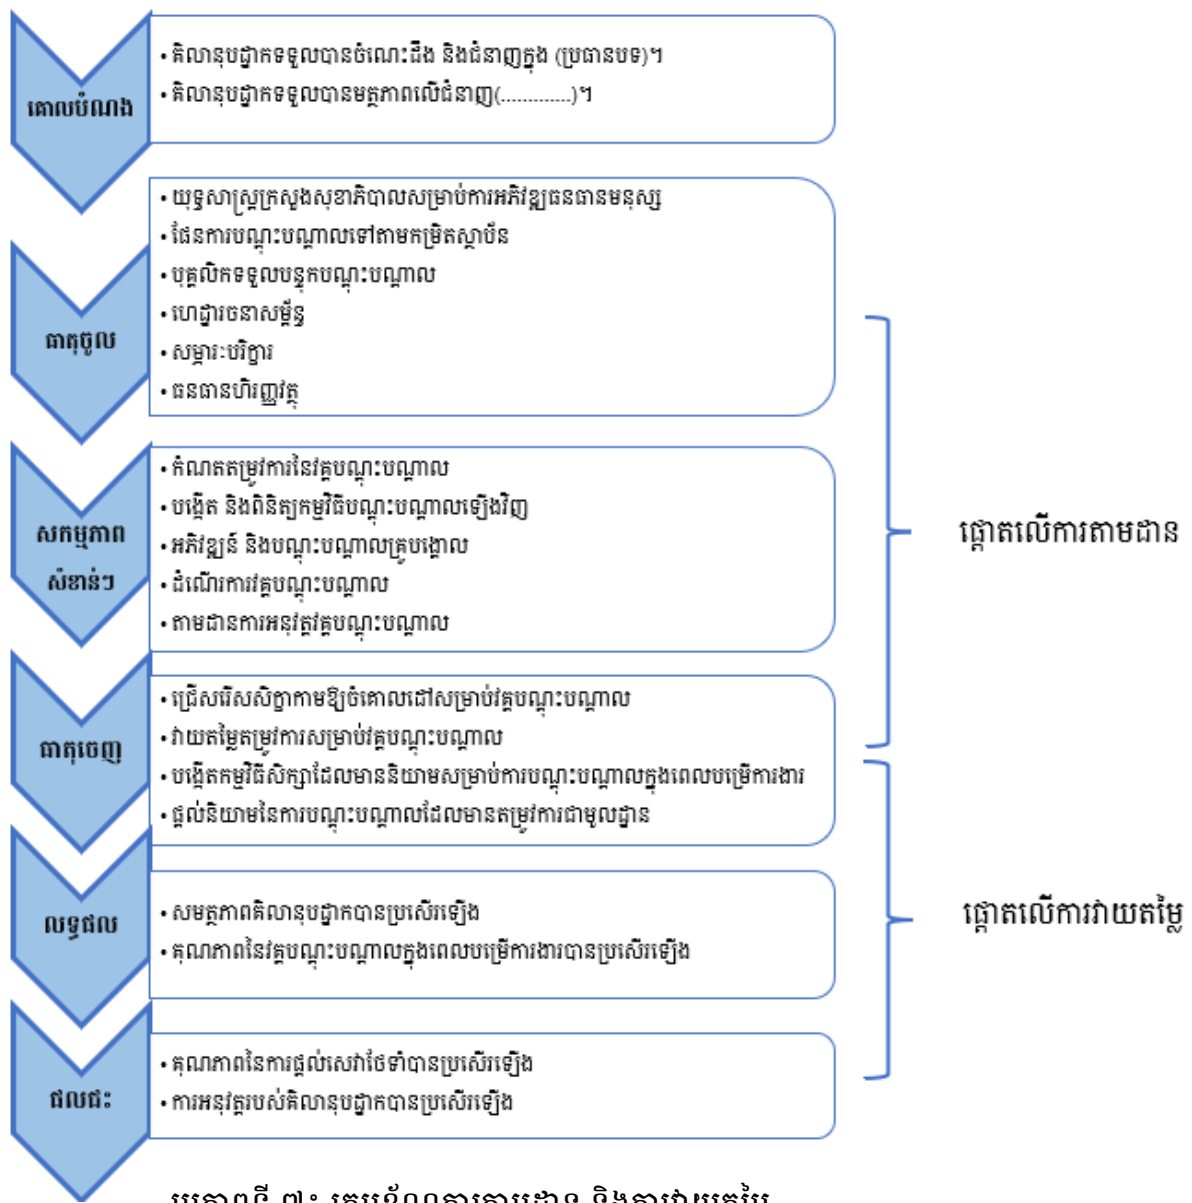 គោលបំណង
• គិលានុបដ្ឋាកទទួលបានចំណេះដឹង និងជំនាញក្នុង (ប្រធានបទ)។
• គិលានុបដ្ឋាកទទួលបានមត្ថភាពលើជំនាញ(.............)។
ធាតុចូល
• យុទ្ធសាស្ត្រក្រសួងសុខាភិបាលសម្រាប់ការអភិវឌ្ឍធនធានមនុស្ស
• ផែនការបណ្តុះបណ្តាលទៅតាមកម្រិតស្ថាប័ន
• បុគ្គលិកទទួលបន្ទុកបណ្តុះបណ្តាល
• ហេដ្ឋារចនាសម្ព័ន្ធ
• សម្ភារៈបរិក្ខារ
• ធនធានហិរញ្ញវត្ថុ
សកម្មភាព
សំខាន់ៗ
• កំណតតម្រូវការនៃវគ្គបណ្តុះបណ្តាល
• បង្កើត និងពិនិត្យកម្មវិធីបណ្តុះបណ្តាលឡើងវិញ
• អភិវឌ្ឍន៍ និងបណ្តុះបណ្តាលគ្រូបង្គោល
• ដំណើរការវគ្គបណ្តុះបណ្តាល
• តាមដានការអនុវត្តវគ្គបណ្តុះបណ្តាល
ផ្តោតលើការតាមដាន
ធាតុចេញ
• ជ្រើសរើសសិក្ខាកាមឱ្យចំគោលដៅសម្រាប់វគ្គបណ្តុះបណ្តាល
• វាយតម្លៃតម្រូវការសម្រាប់វគ្គបណ្តុះបណ្តាល
• បង្កើតកម្មវិធីសិក្សាដែលមាននិយាមសម្រាប់ការបណ្តុះបណ្តាលក្នុងពេលបម្រើការងារ
• ផ្តល់និយាមនៃការបណ្តុះបណ្តាលដែលមានតម្រូវការជាមូលដ្ឋាន
លទ្ធផល
• សមត្ថភាពគិលានុបដ្ឋាកបានប្រសើរឡើង
• គុណភាពនៃវគ្គបណ្តុះបណ្តាលក្នុងពេលបម្រើការងារបានប្រសើរឡើង
ផ្តោតលើការវាយតម្លៃ
ផលជះ
• គុណភាពនៃការផ្តល់សេវាថែទាំបានប្រសើរឡើង
• ការអនុវត្តរបស់គិលានុបដ្ឋាកបានប្រសើរឡើង
រូបភាពទី ៧៖ ក្របខ័ណ្ឌការតាមដាន និងការវាយតម្លៃ